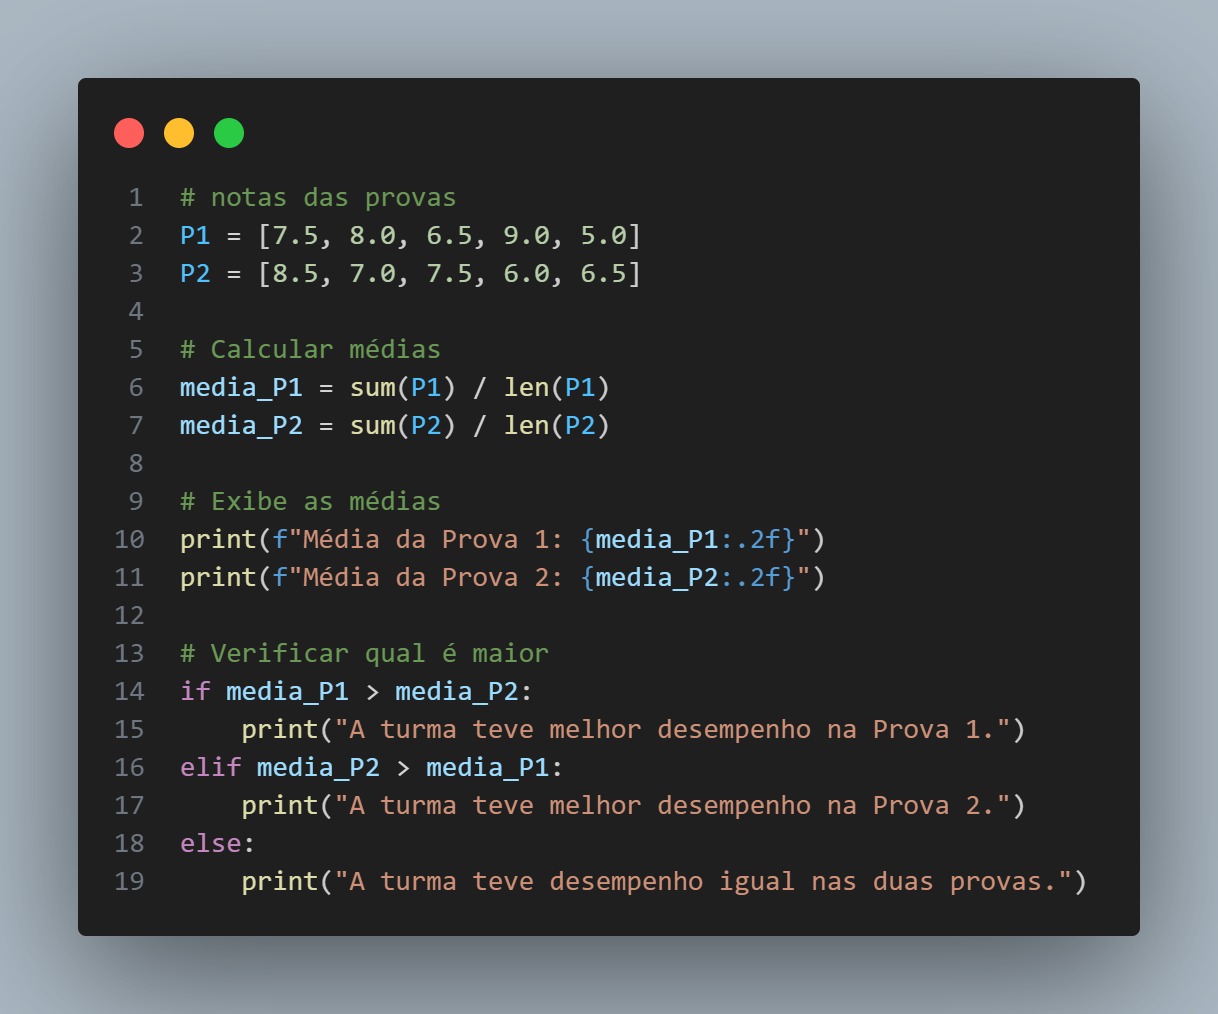 1 # notas das provas
2 P1 = [7.5, 8.0, 6.5, 9.0, 5.0]
3 P2 = [8.5, 7.0, 7.5, 6.0, 6.5]
4
5 # Calcular médias
6 media_P1 = sum(P1) / len(P1)
7 media_P2 = sum(P2) / len(P2)
8
9 # Exibe as médias
10 print(f"Média da Prova 1: {media_P1:.2f}")
11 print(f"Média da Prova 2: {media_P2:.2f}")
12
13 # Verificar qual é maior
14 if media_P1 > media_P2:
15     print("A turma teve melhor desempenho na Prova 1.")
16 elif media_P2 > media_P1:
17     print("A turma teve melhor desempenho na Prova 2.")
18 else:
19     print("A turma teve desempenho igual nas duas provas.")